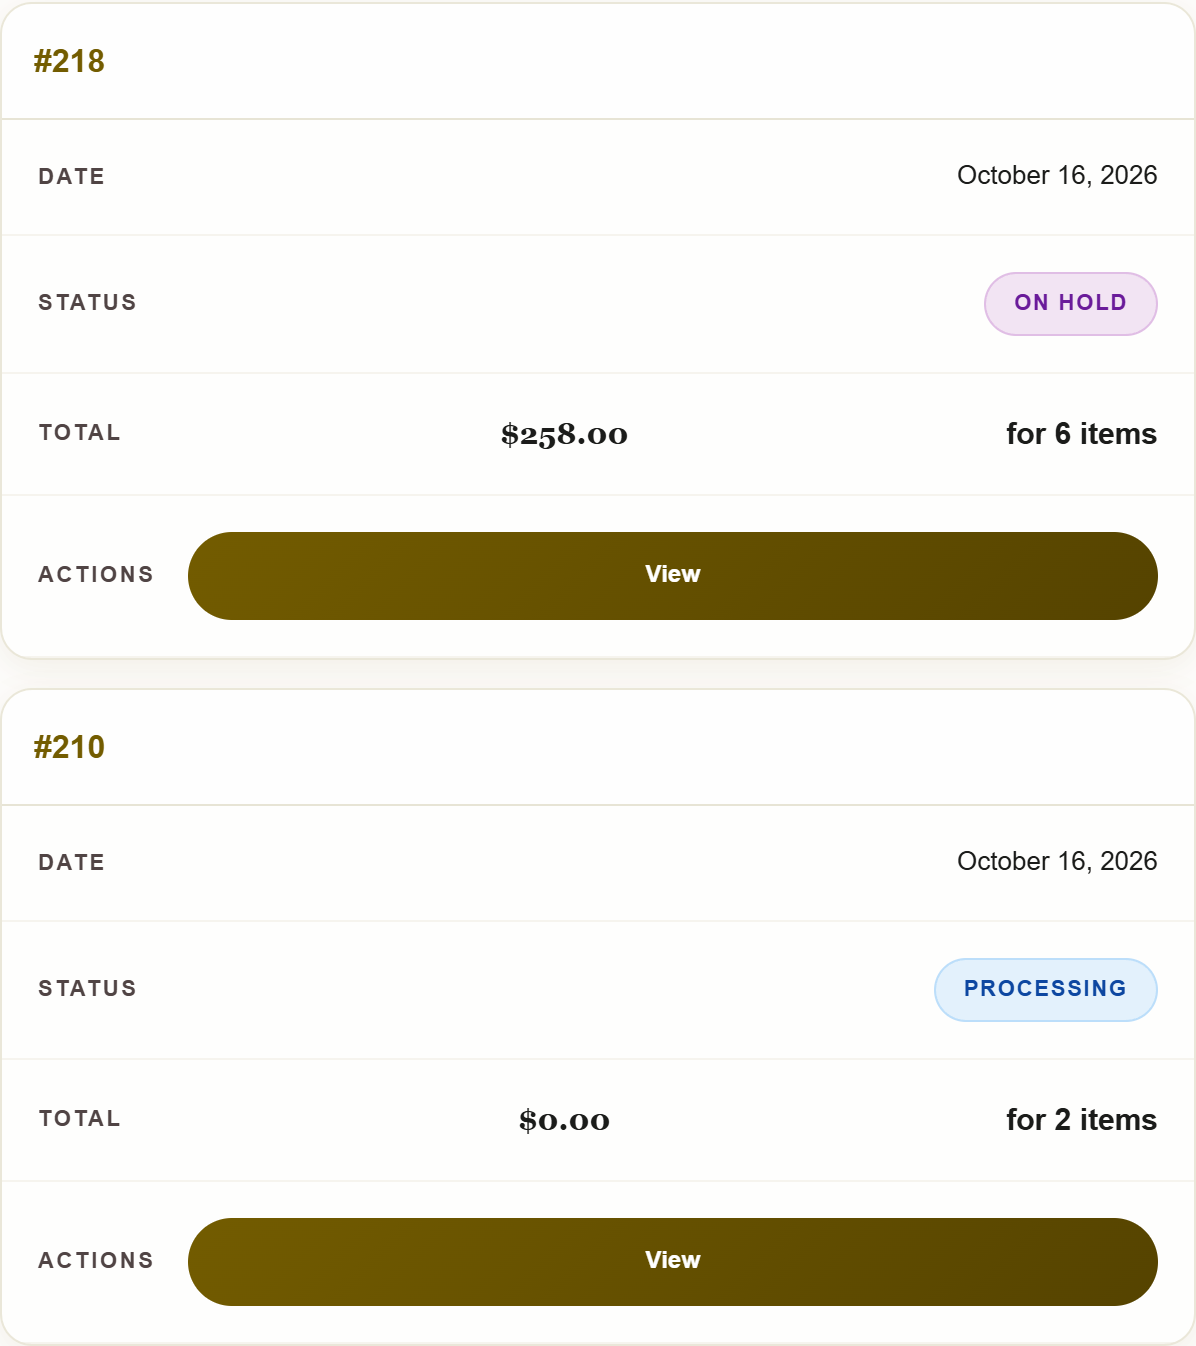 #218
DATE October 16, 2026
STATUS ON HOLD
TOTAL $258.00 for 6 items
ACTIONS View
#210
DATE October 16, 2026
STATUS PROCESSING
TOTAL $0.00 for 2 items
ACTIONS View